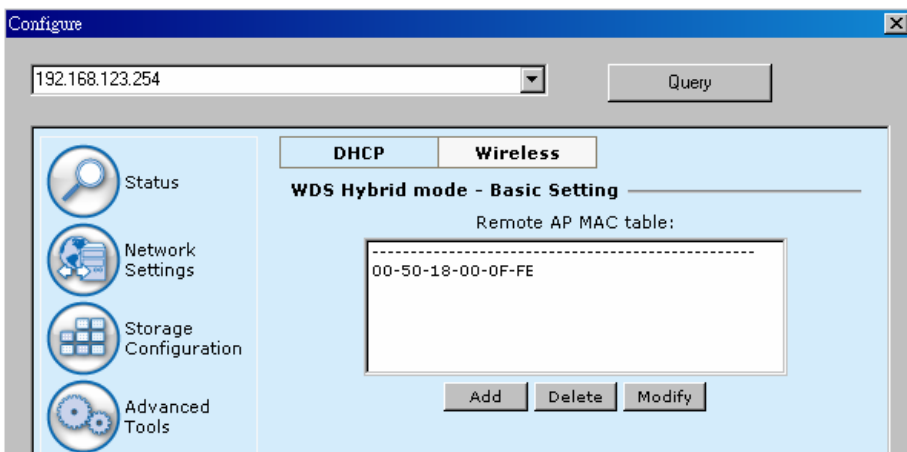 Configure
192.168.123.254
Query
DHCP
Wireless
Status
WDS Hybrid mode - Basic Setting
Remote AP MAC table:
------------------------------------------------
00-50-18-00-0F-FE
Network
Settings
Storage
Configuration
Add
Delete
Modify
Advanced
Tools